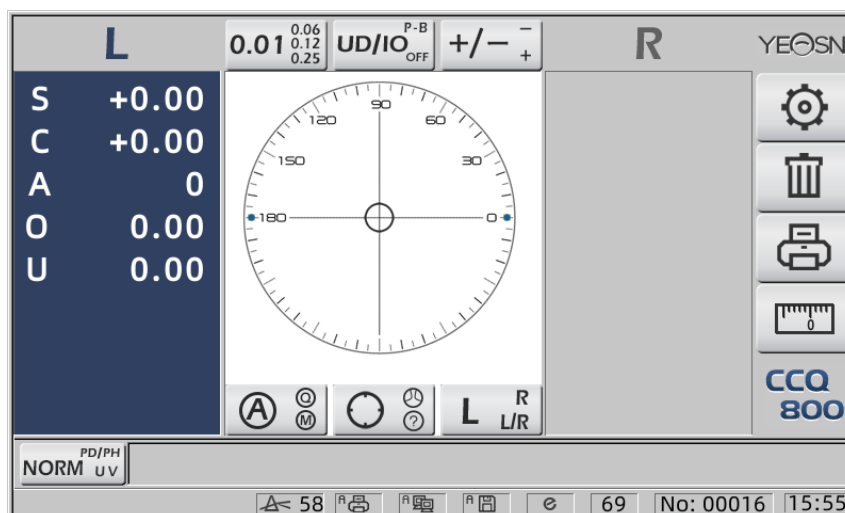 L
0.01 0.06 0.12 0.25
UD/IO P-B OFF
+/− − +
R
YEOSN
S +0.00
C +0.00
A 0
O 0.00
U 0.00
90
120 60
150 30
180 0
0
A Q M
?
L R L/R
CCQ
800
NORM PD/PH UV
58 A A A e 69 No: 00016 15:55